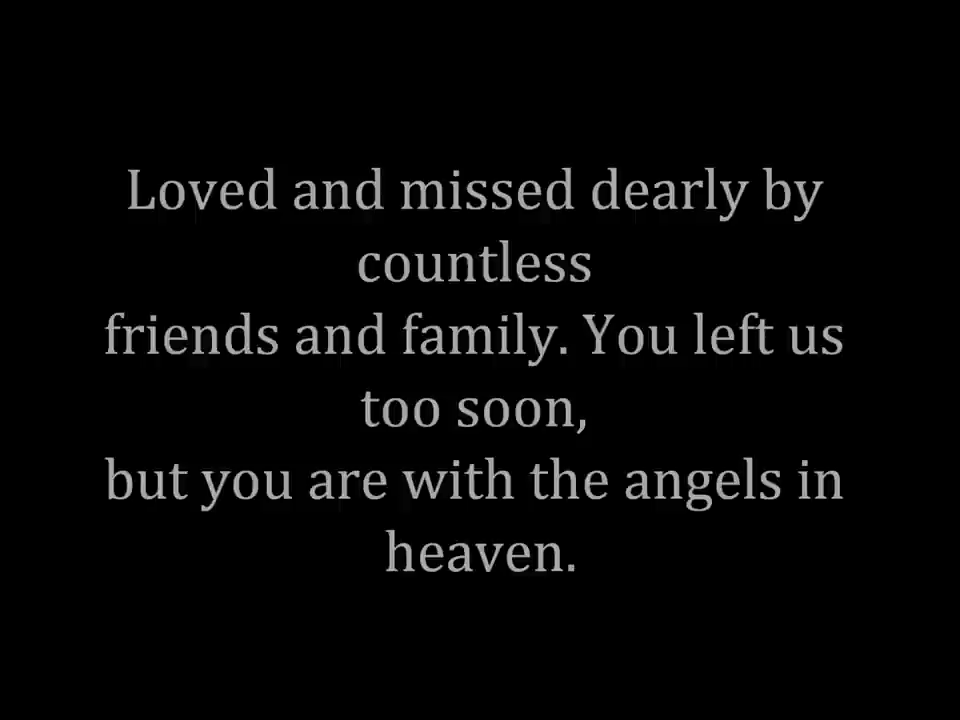 Loved and missed dearly by
countless
friends and family. You left us
too soon,
but you are with the angels in
heaven.